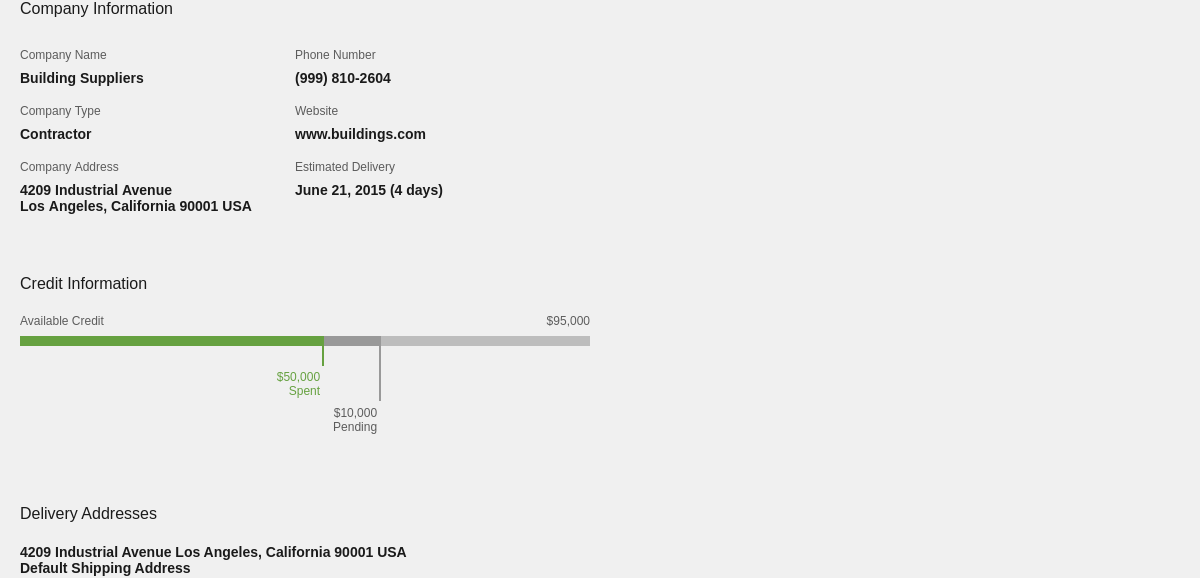 Company Information
Company Name
Building Suppliers
Phone Number
(999) 810-2604
Company Type
Contractor
Website
www.buildings.com
Company Address
4209 Industrial Avenue
Los Angeles, California 90001 USA
Estimated Delivery
June 21, 2015 (4 days)
Credit Information
Available Credit
$95,000
$50,000
Spent
$10,000
Pending
Delivery Addresses
4209 Industrial Avenue Los Angeles, California 90001 USA
Default Shipping Address